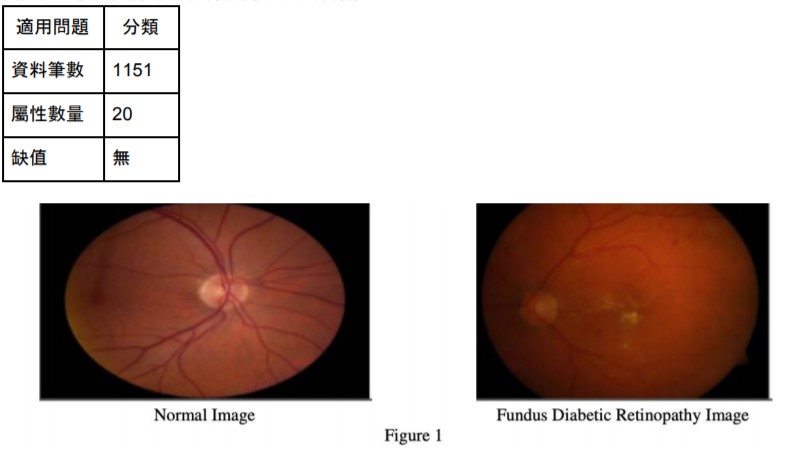 適用問題 分類
資料筆數 1151
屬性數量 20
缺值 無
Normal Image Fundus Diabetic Retinopathy Image
Figure 1